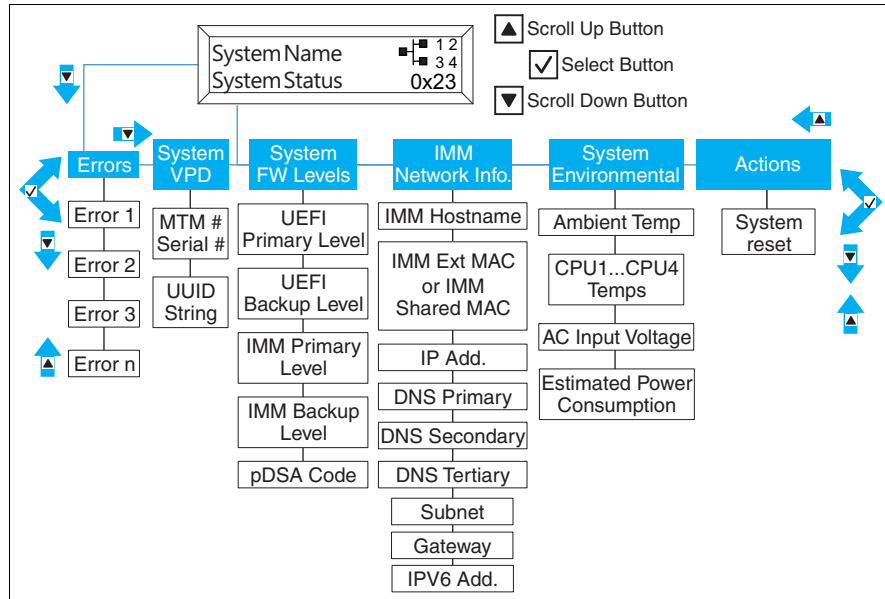 System Name
1 2
3 4
System Status
0x23
Scroll Up Button
Select Button
Scroll Down Button
Errors
System
VPD
System
FW Levels
IMM
Network Info.
System
Environmental
Actions
Error 1
Error 2
Error 3
Error n
MTM #
Serial #
UUID
String
UEFI
Primary Level
UEFI
Backup Level
IMM Primary
Level
IMM Backup
Level
pDSA Code
IMM Hostname
IMM Ext MAC
or IMM
Shared MAC
IP Add.
DNS Primary
DNS Secondary
DNS Tertiary
Subnet
Gateway
IPV6 Add.
Ambient Temp
CPU1...CPU4
Temps
AC Input Voltage
Estimated Power
Consumption
System
reset